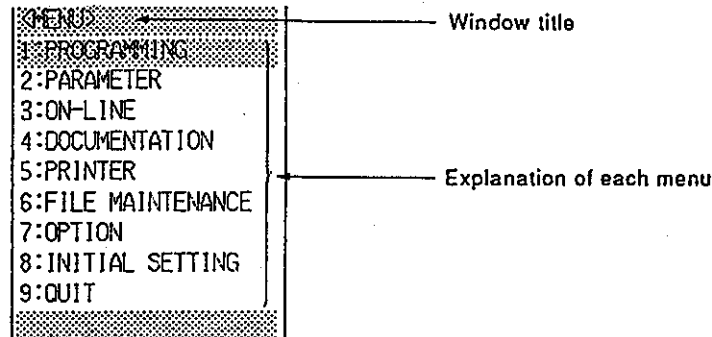 <MENU>
Window title
1:PROGRAMMING
2:PARAMETER
3:ON-LINE
4:DOCUMENTATION
5:PRINTER
Explanation of each menu
6:FILE MAINTENANCE
7:OPTION
8:INITIAL SETTING
9:QUIT